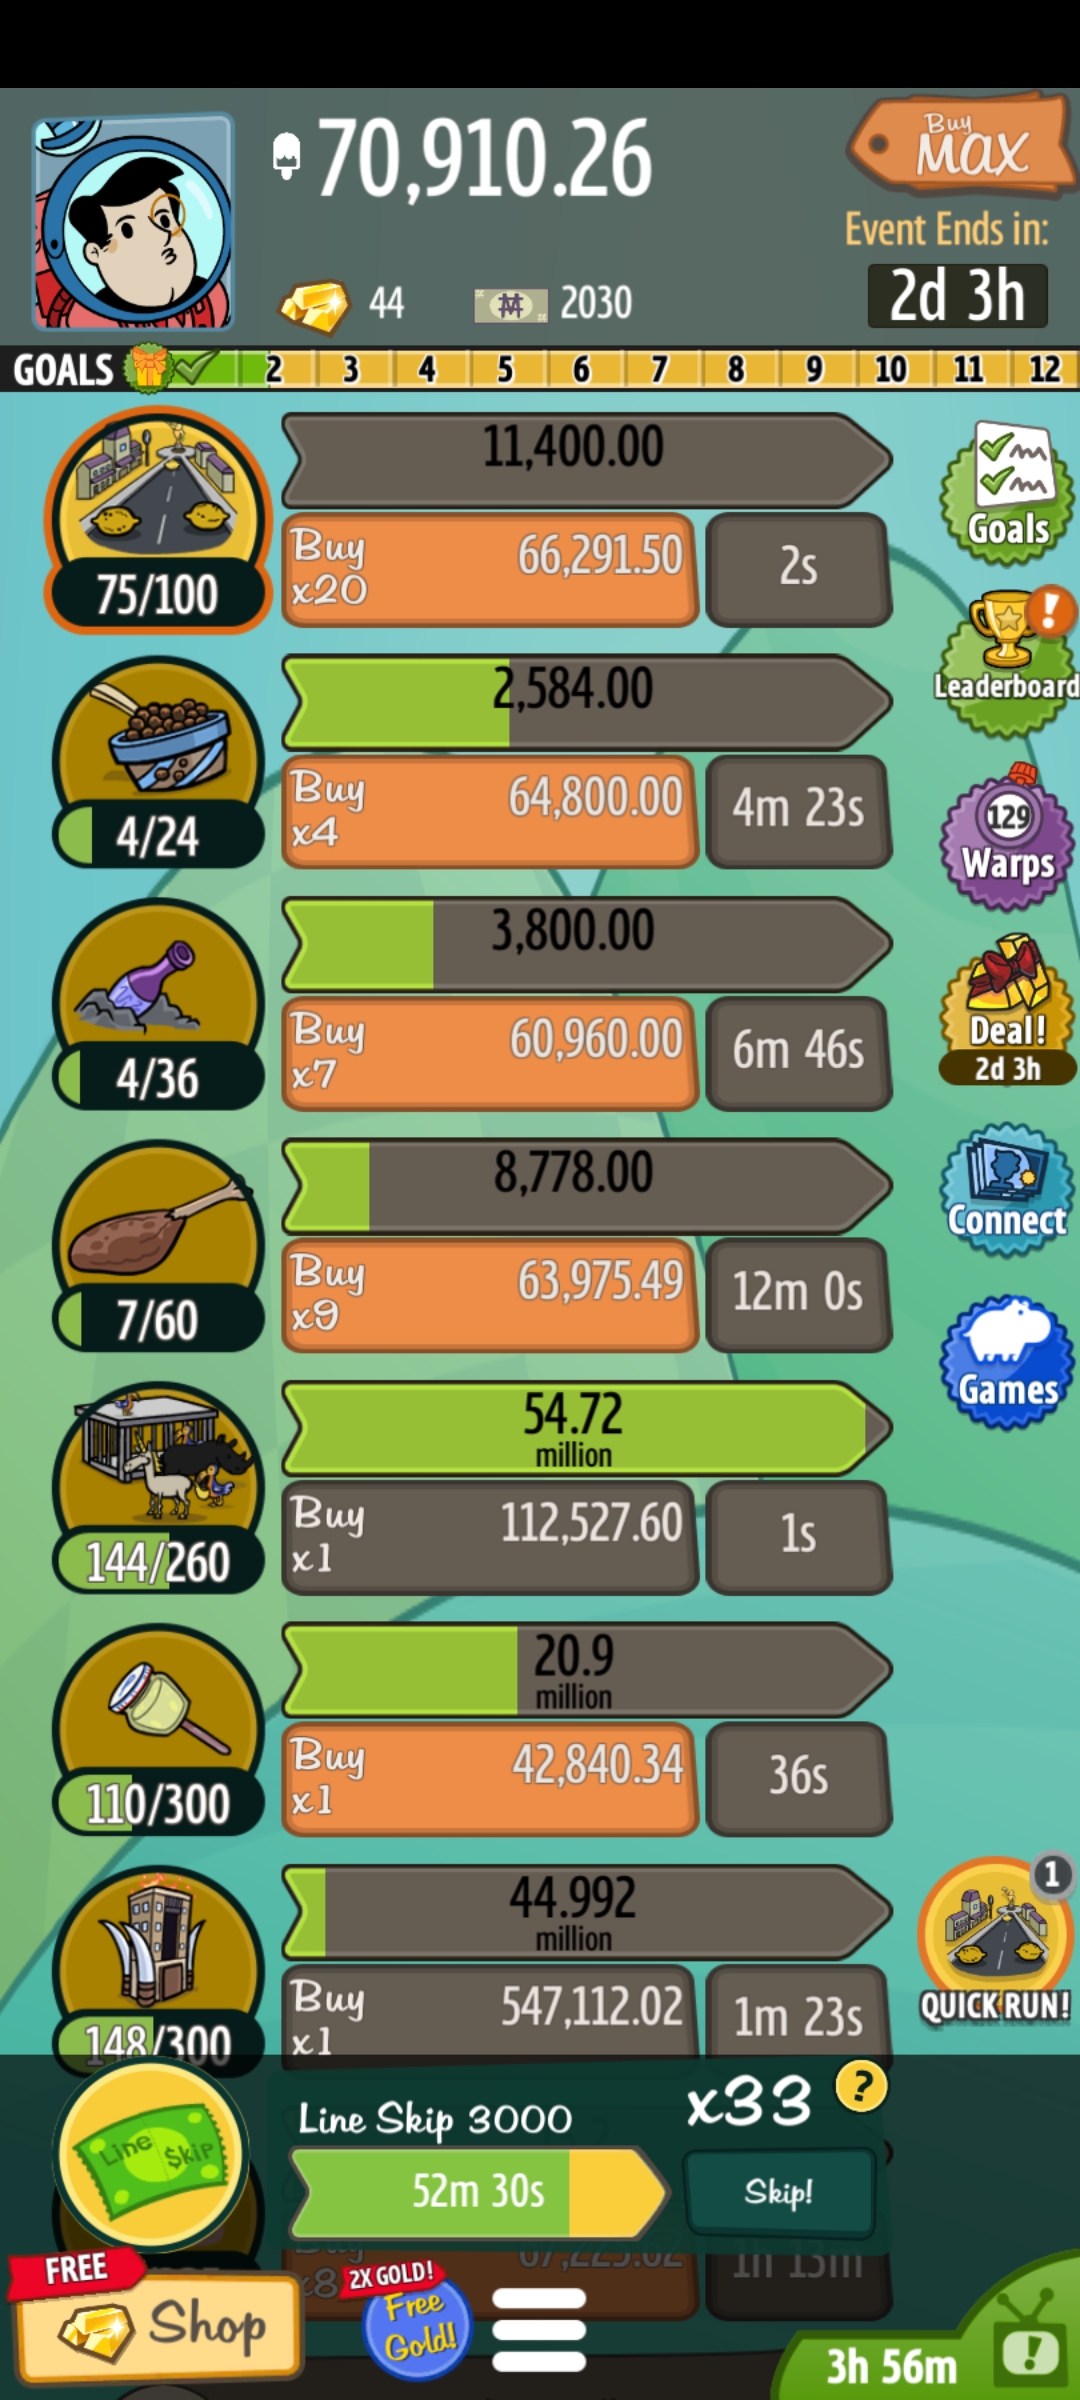 70,910.26
Buy
MAX
Event Ends in:
2d 3h
44
2030
GOALS 2 3 4 5 6 7 8 9 10 11 12
11,400.00
Buy
x20
66,291.50
2s
75/100
Goals
2,584.00
Buy
x4
64,800.00
4m 23s
4/24
!
Leaderboard
3,800.00
Buy
x7
60,960.00
6m 46s
4/36
129
Warps
8,778.00
Buy
x9
63,975.49
12m 0s
7/60
Deal!
2d 3h
54.72
million
Buy
x1
112,527.60
1s
144/260
Connect
20.9
million
Buy
x1
42,840.34
36s
110/300
Games
44.992
million
Buy
x1
547,112.02
1m 23s
148/300
1
QUICK RUN!
Line Skip
Line Skip 3000
x33
?
52m 30s
Skip!
Buy
x8
67,225.62
1h 13m
FREE
Shop
2X GOLD!
Free
Gold!
3h 56m
!